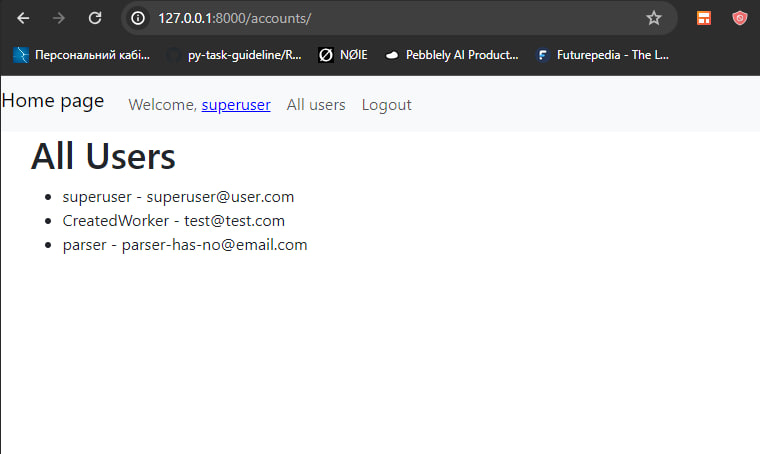 127.0.0.1:8000/accounts/
Персональний кабі... py-task-guideline/R... NØIE Pebblely AI Product... Futurepedia - The L...
Home page Welcome, superuser All users Logout
All Users
superuser - superuser@user.com
CreatedWorker - test@test.com
parser - parser-has-no@email.com